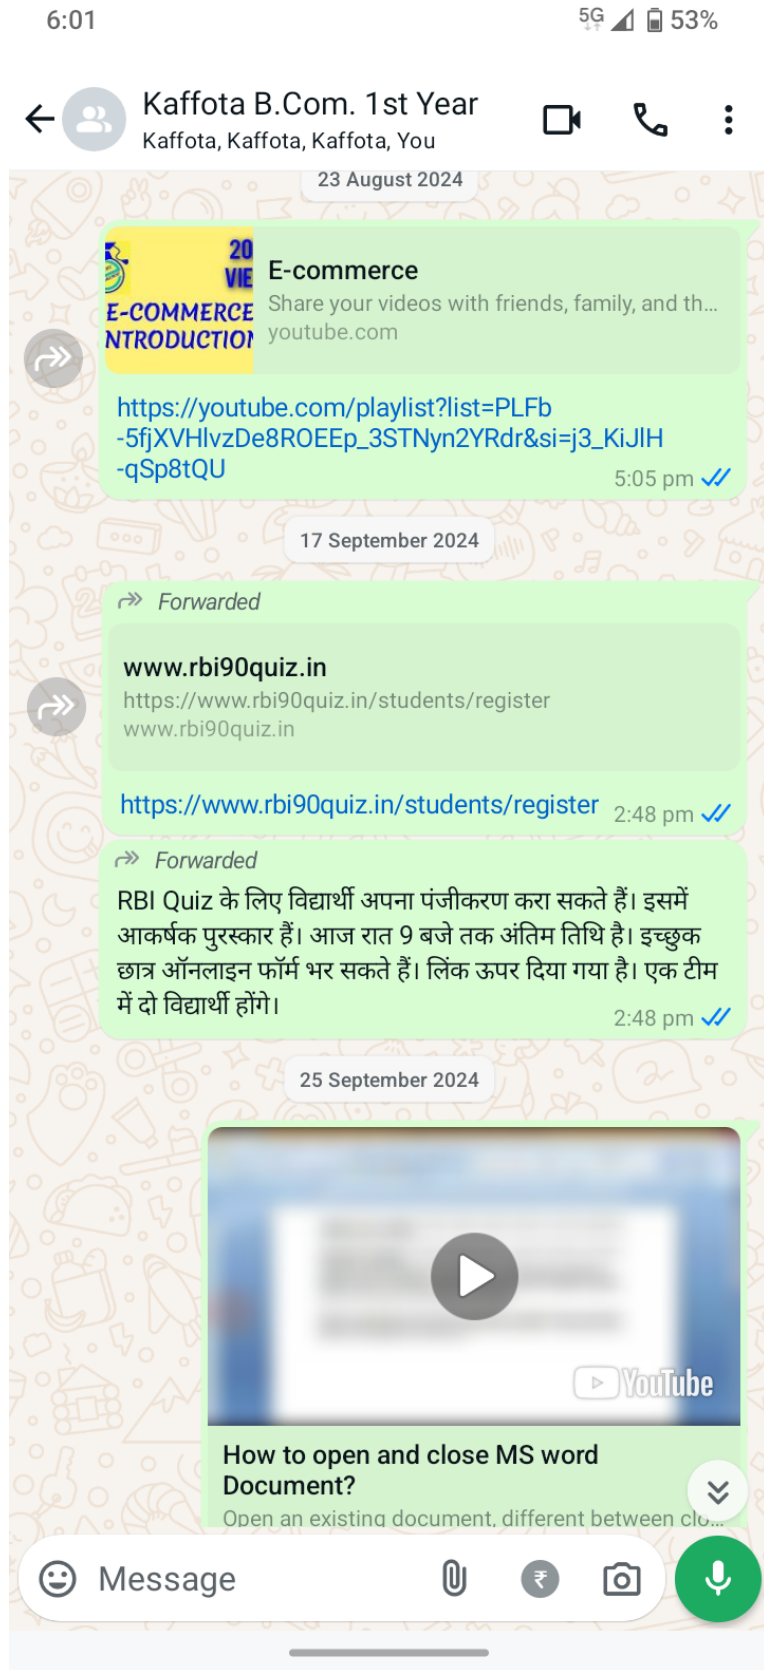 6:01
5G 53%
Kaffota B.Com. 1st Year
Kaffota, Kaffota, Kaffota, You
23 August 2024
20
VIE
E-COMMERCE
NTRODUCTION
E-commerce
Share your videos with friends, family, and th...
youtube.com
https://youtube.com/playlist?list=PLFb
-5fjXVHlvzDe8ROEEp_3STNyn2YRdr&si=j3_KiJlH
-qSp8tQU
5:05 pm
17 September 2024
Forwarded
www.rbi90quiz.in
https://www.rbi90quiz.in/students/register
www.rbi90quiz.in
https://www.rbi90quiz.in/students/register
2:48 pm
Forwarded
RBI Quiz के लिए विद्यार्थी अपना पंजीकरण करा सकते हैं। इसमें
आकर्षक पुरस्कार हैं। आज रात 9 बजे तक अंतिम तिथि है। इच्छुक
छात्र ऑनलाइन फॉर्म भर सकते हैं। लिंक ऊपर दिया गया है। एक टीम
में दो विद्यार्थी होंगे।
2:48 pm
25 September 2024
YouTube
How to open and close MS word
Document?
Open an existing document, different between clo...
Message